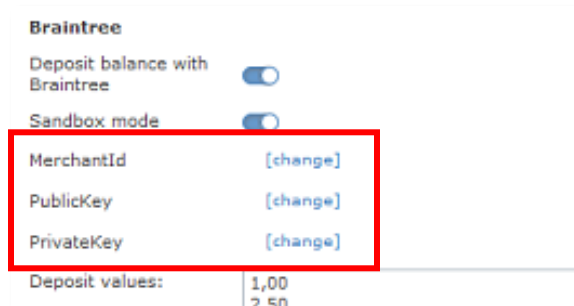 Braintree
Deposit balance with
Braintree
Sandbox mode
MerchantId [change]
PublicKey [change]
PrivateKey [change]
Deposit values: 1,00
2,50